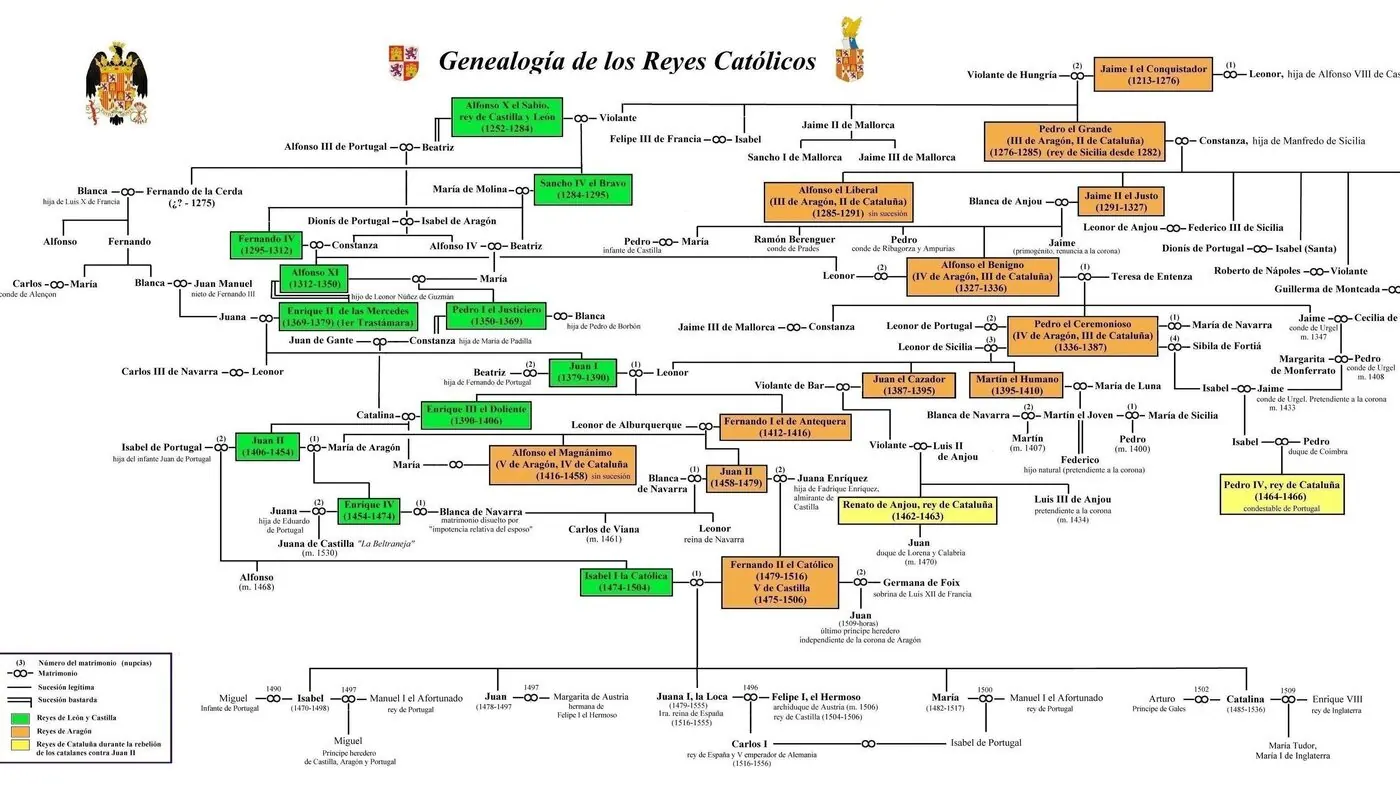 Genealogía de los Reyes Católicos
Violante de Hungría
(2)
Jaime I el Conquistador
(1213-1276)
(1)
Leonor, hija de Alfonso VIII de Cas
Alfonso X el Sabio,
rey de Castilla y León
(1252-1284)
Violante
Felipe III de Francia
Isabel
Jaime II de Mallorca
Sancho I de Mallorca
Jaime III de Mallorca
Pedro el Grande
(III de Aragón, II de Cataluña)
(1276-1285) (rey de Sicilia desde 1282)
Constanza, hija de Manfredo de Sicilia
Alfonso III de Portugal
Beatriz
Blanca
hija de Luis X de Francia
Fernando de la Cerda
(¿? - 1275)
María de Molina
Sancho IV el Bravo
(1284-1295)
Alfonso el Liberal
(III de Aragón, II de Cataluña)
(1285-1291) sin sucesión
Blanca de Anjou
Jaime II el Justo
(1291-1327)
Alfonso
Fernando
Dionís de Portugal
Isabel de Aragón
Leonor de Anjou
Federico III de Sicilia
Fernando IV
(1295-1312)
Constanza
Alfonso IV
Beatriz
Pedro
infante de Castilla
María
Ramón Berenguer
conde de Prades
Pedro
conde de Ribagorza y Ampurias
Jaime
(primogénito, renuncia a la corona)
Dionís de Portugal
Isabel (Santa)
Roberto de Nápoles
Violante
Guillerma de Montcada
Carlos
conde de Alençon
María
Blanca
Juan Manuel
nieto de Fernando III
Alfonso XI
(1312-1350)
María
hijo de Leonor Núñez de Guzmán
Leonor
(2)
Alfonso el Benigno
(IV de Aragón, III de Cataluña)
(1327-1336)
(1)
Teresa de Entenza
Juana
Enrique II de las Mercedes
(1369-1379) (1er Trastámara)
Pedro I el Justiciero
(1350-1369)
Blanca
hija de Pedro de Borbón
Jaime III de Mallorca
Constanza
Leonor de Portugal
(2)
Leonor de Sicilia
(3)
Pedro el Ceremonioso
(IV de Aragón, III de Cataluña)
(1336-1387)
(1)
María de Navarra
(4)
Sibila de Fortiá
Jaime
conde de Urgel
m. 1347
Cecilia de
Margarita
de Monferrato
Pedro
conde de Urgel
m. 1408
Juan de Gante
Constanza hija de María de Padilla
Carlos III de Navarra
Leonor
Beatriz
hija de Fernando de Portugal
(2)
Juan I
(1379-1390)
(1)
Leonor
Violante de Bar
Juan el Cazador
(1387-1395)
Martín el Humano
(1395-1410)
María de Luna
Isabel
Jaime
conde de Urgel. Pretendiente a la corona
m. 1433
Catalina
Enrique III el Doliente
(1390-1406)
Leonor de Alburquerque
Fernando I el de Antequera
(1412-1416)
Blanca de Navarra
(2)
Martín el Joven
(1)
María de Sicilia
Martín
(m. 1407)
Pedro
(m. 1400)
Federico
hijo natural (pretendiente a la corona)
Isabel
Pedro
duque de Coimbra
Isabel de Portugal
hija del infante Juan de Portugal
(2)
Juan II
(1406-1454)
(1)
María de Aragón
María
Alfonso el Magnánimo
(V de Aragón, IV de Cataluña)
(1416-1458) sin sucesión
Blanca
de Navarra
(1)
Juan II
(1458-1479)
(2)
Juana Enríquez
hija de Fadrique Enríquez,
almirante de
Castilla
Violante
Luis II
de Anjou
Pedro IV, rey de Cataluña
(1464-1466)
condestable de Portugal
Renato de Anjou, rey de Cataluña
(1462-1463)
Luis III de Anjou
pretendiente a la corona
(m. 1434)
Juana
hija de Eduardo
de Portugal
(2)
Enrique IV
(1454-1474)
(1)
Blanca de Navarra
matrimonio disuelto por
"impotencia relativa del esposo"
Carlos de Viana
(m. 1461)
Leonor
reina de Navarra
Juana de Castilla "La Beltraneja"
(m. 1530)
Juan
duque de Lorena y Calabria
(m. 1470)
Alfonso
(m. 1468)
Isabel I la Católica
(1474-1504)
(1)
Fernando II el Católico
(1479-1516)
V de Castilla
(1475-1506)
(2)
Germana de Foix
sobrina de Luis XII de Francia
Juan
(1509-horas)
último príncipe heredero
independiente de la corona de Aragón
(3) Número del matrimonio (nupcias)
Matrimonio
Sucesión legítima
Sucesión bastarda
Reyes de León y Castilla
Reyes de Aragón
Reyes de Cataluña durante la rebelión
de los catalanes contra Juan II
Miguel
Infante de Portugal
1490
Isabel
(1470-1498)
1497
Manuel I el Afortunado
rey de Portugal
Miguel
Príncipe heredero
de Castilla, Aragón y Portugal
Juan
(1478-1497
1497
Margarita de Austria
hermana de
Felipe I el Hermoso
Juana I, la Loca
(1479-1555)
1ra. reina de España
(1516-1555)
1496
Felipe I, el Hermoso
archiduque de Austria (m. 1506)
rey de Castilla (1504-1506)
María
(1482-1517)
1500
Manuel I el Afortunado
rey de Portugal
Arturo
Príncipe de Gales
1502
Catalina
(1485-1536)
1509
Enrique VIII
rey de Inglaterra
Carlos I
rey de España y V emperador de Alemania
(1516-1556)
Isabel de Portugal
María Tudor,
María I de Inglaterra